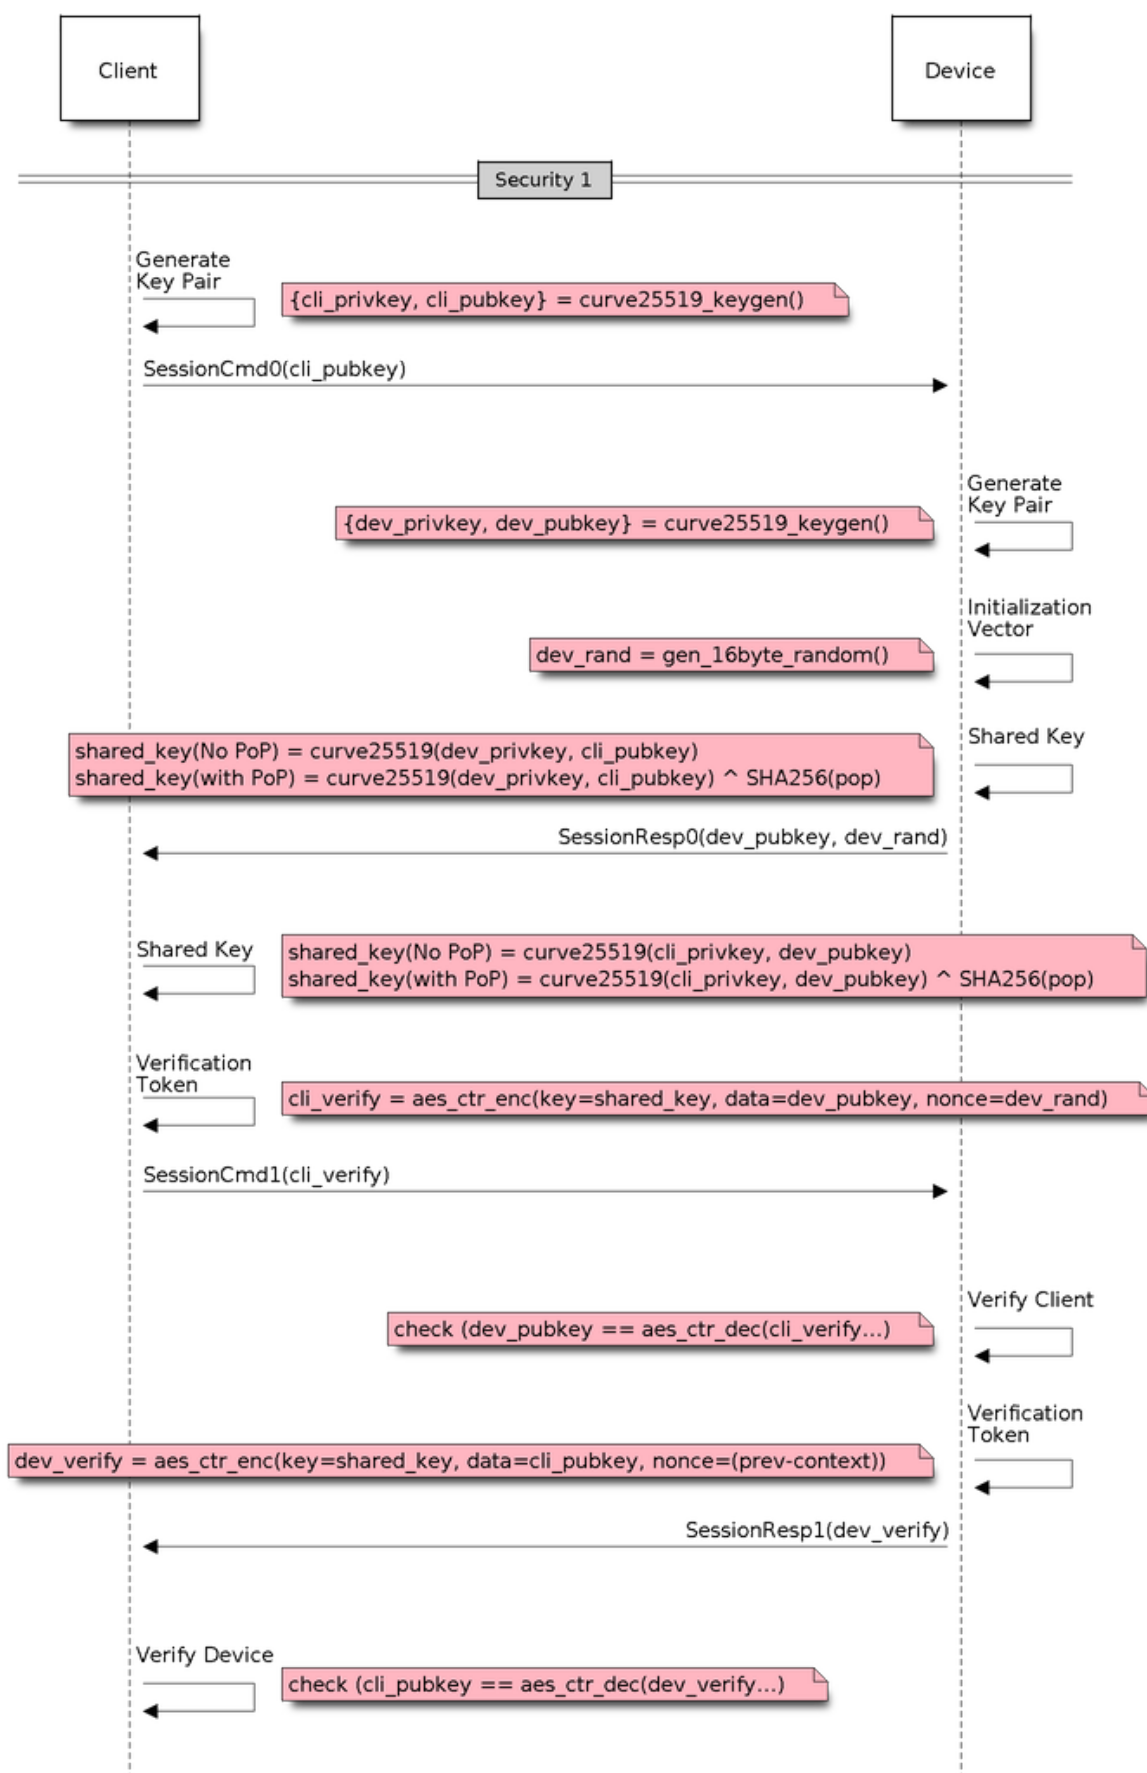 Client
Device
Security 1
Generate
Key Pair
{cli_privkey, cli_pubkey} = curve25519_keygen()
SessionCmd0(cli_pubkey)
Generate
Key Pair
{dev_privkey, dev_pubkey} = curve25519_keygen()
Initialization
Vector
dev_rand = gen_16byte_random()
Shared Key
shared_key(No PoP) = curve25519(dev_privkey, cli_pubkey)
shared_key(with PoP) = curve25519(dev_privkey, cli_pubkey) ^ SHA256(pop)
SessionResp0(dev_pubkey, dev_rand)
Shared Key
shared_key(No PoP) = curve25519(cli_privkey, dev_pubkey)
shared_key(with PoP) = curve25519(cli_privkey, dev_pubkey) ^ SHA256(pop)
Verification
Token
cli_verify = aes_ctr_enc(key=shared_key, data=dev_pubkey, nonce=dev_rand)
SessionCmd1(cli_verify)
Verify Client
check (dev_pubkey == aes_ctr_dec(cli_verify...)
Verification
Token
dev_verify = aes_ctr_enc(key=shared_key, data=cli_pubkey, nonce=(prev-context))
SessionResp1(dev_verify)
Verify Device
check (cli_pubkey == aes_ctr_dec(dev_verify...)